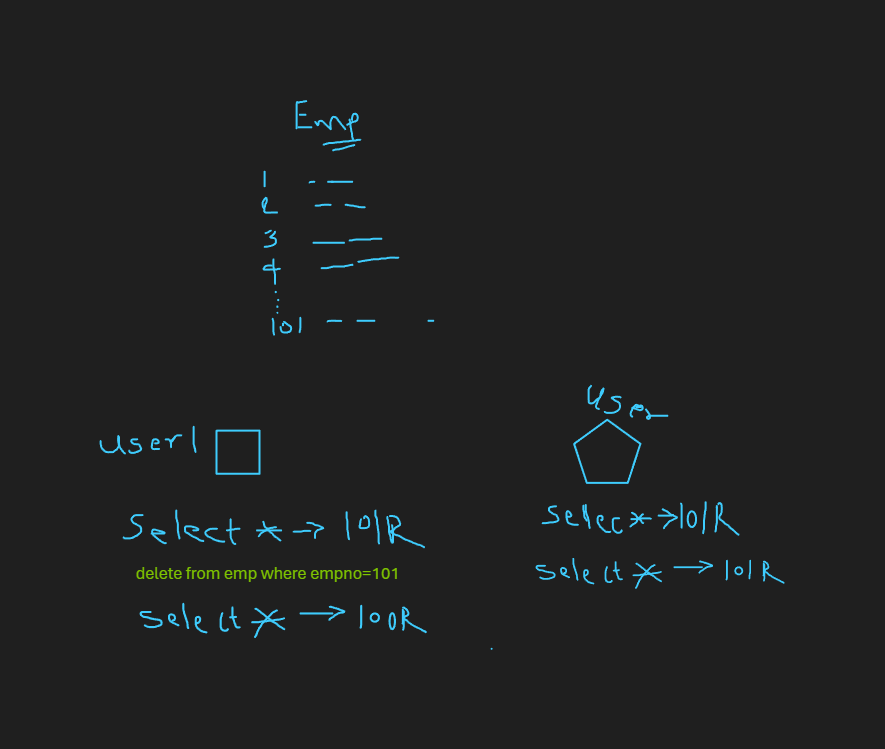 Emp
1 - —
2 — —
3 — —
4 — —
101 — — -
user1
Select * → 101R
delete from emp where empno=101
Select * → 100R
User
Selec * → 101R
Select * → 101R